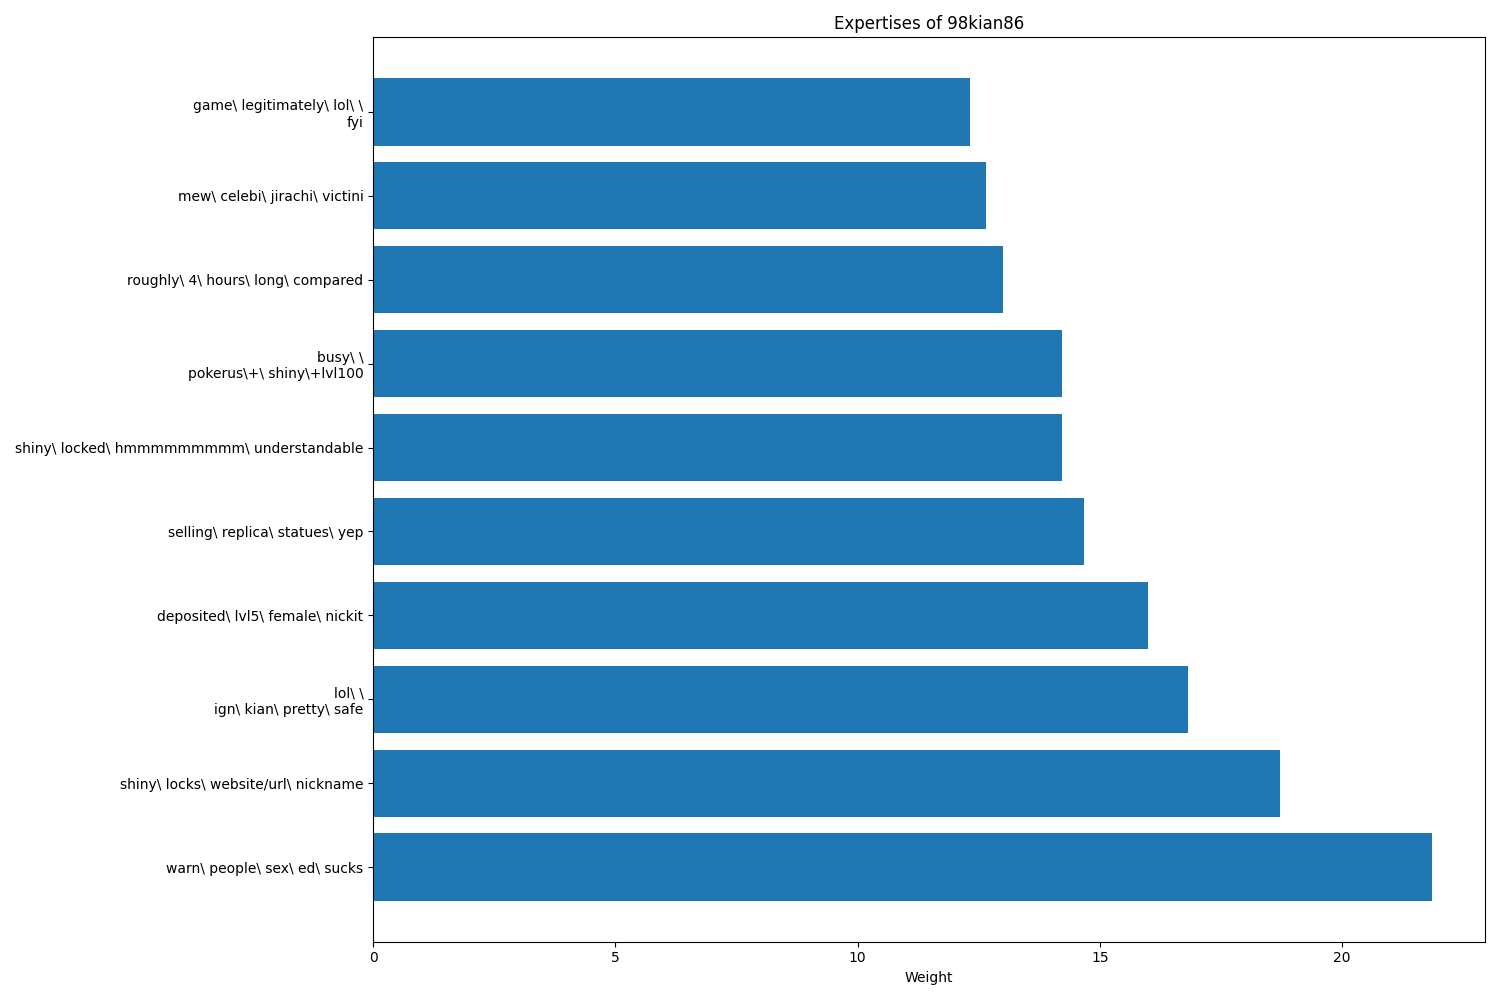 Expertises of 98kian86
game\ legitimately\ lol\ \
fyi
mew\ celebi\ jirachi\ victini
roughly\ 4\ hours\ long\ compared
busy\ \
pokerus\+\ shiny\+lvl100
shiny\ locked\ hmmmmmmmmm\ understandable
selling\ replica\ statues\ yep
deposited\ lvl5\ female\ nickit
lol\ \
ign\ kian\ pretty\ safe
shiny\ locks\ website/url\ nickname
warn\ people\ sex\ ed\ sucks
0 5 10 15 20
Weight